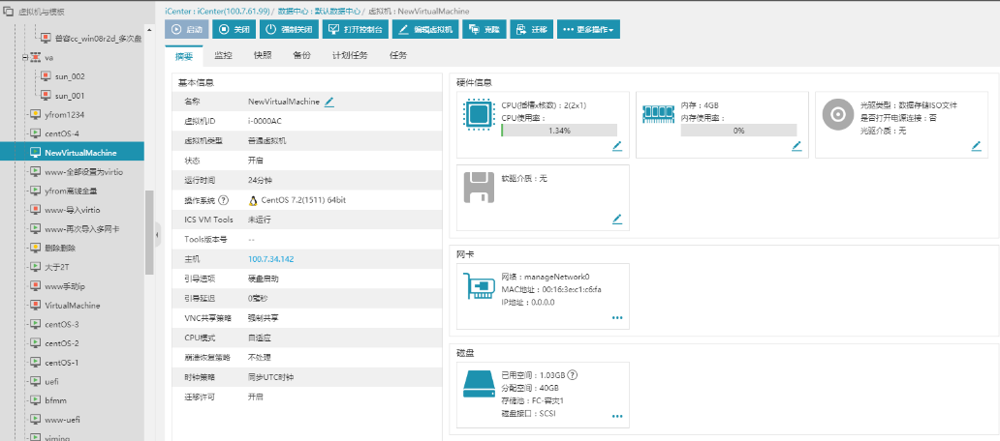 虚拟机与模板
普容cc_win08r2d_多次盘
va
sun_002
sun_001
yfrom1234
centOS-4
NewVirtualMachine
www-全部设置为virtio
yfrom离线全量
www-导入virtio
www-再次导入多网卡
删除删除
大于2T
www手动ip
VirtualMachine
centOS-3
centOS-2
centOS-1
uefi
bfmm
www-uefi
yiming
iCenter : iCenter(100.7.61.99) / 数据中心 : 默认数据中心 / 虚拟机 : NewVirtualMachine
启动 关闭 强制关闭 打开控制台 编辑虚拟机 克隆 迁移 更多操作
摘要 监控 快照 备份 计划任务 任务
基本信息
名称 NewVirtualMachine
虚拟机ID i-0000AC
虚拟机类型 普通虚拟机
状态 开启
运行时间 24分钟
操作系统 ? CentOS 7.2(1511) 64bit
ICS VM Tools 未运行
Tools版本号 --
主机 100.7.34.142
引导选项 硬盘启动
引导延迟 0毫秒
VNC共享策略 强制共享
CPU模式 自适应
崩溃恢复策略 不处理
时钟策略 同步UTC时钟
迁移许可 开启
硬件信息
CPU(插槽x核数) : 2(2x1)
CPU使用率 :
1.34%
内存 : 4GB
内存使用率 :
0%
光驱类型 : 数据存储ISO文件
是否打开电源连接 : 否
光驱介质 : 无
软驱介质 : 无
网卡
网络 : manageNetwork0
MAC地址 : 00:16:3e:c1:c6:fa
IP地址 : 0.0.0.0
磁盘
已用空间 : 1.03GB ?
分配空间 : 40GB
存储池 : FC-容灾1
磁盘接口 : SCSI